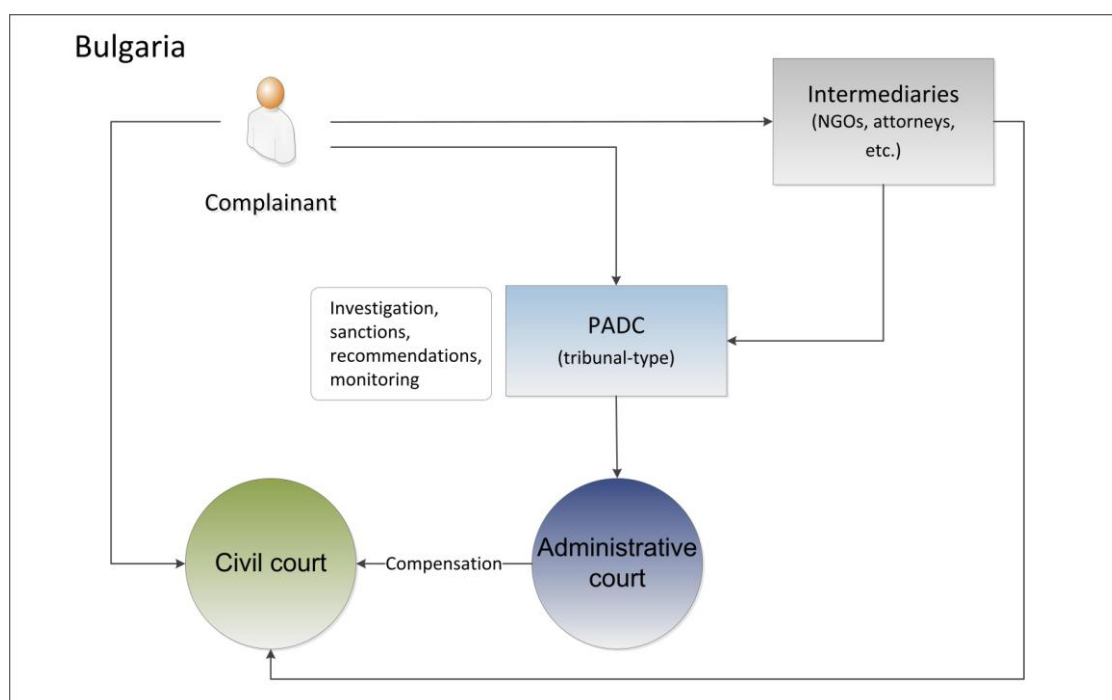 Bulgaria
Complainant
Intermediaries
(NGOs, attorneys,
etc.)
Investigation,
sanctions,
recommendations,
monitoring
PADC
(tribunal-type)
Civil court
Compensation
Administrative
court